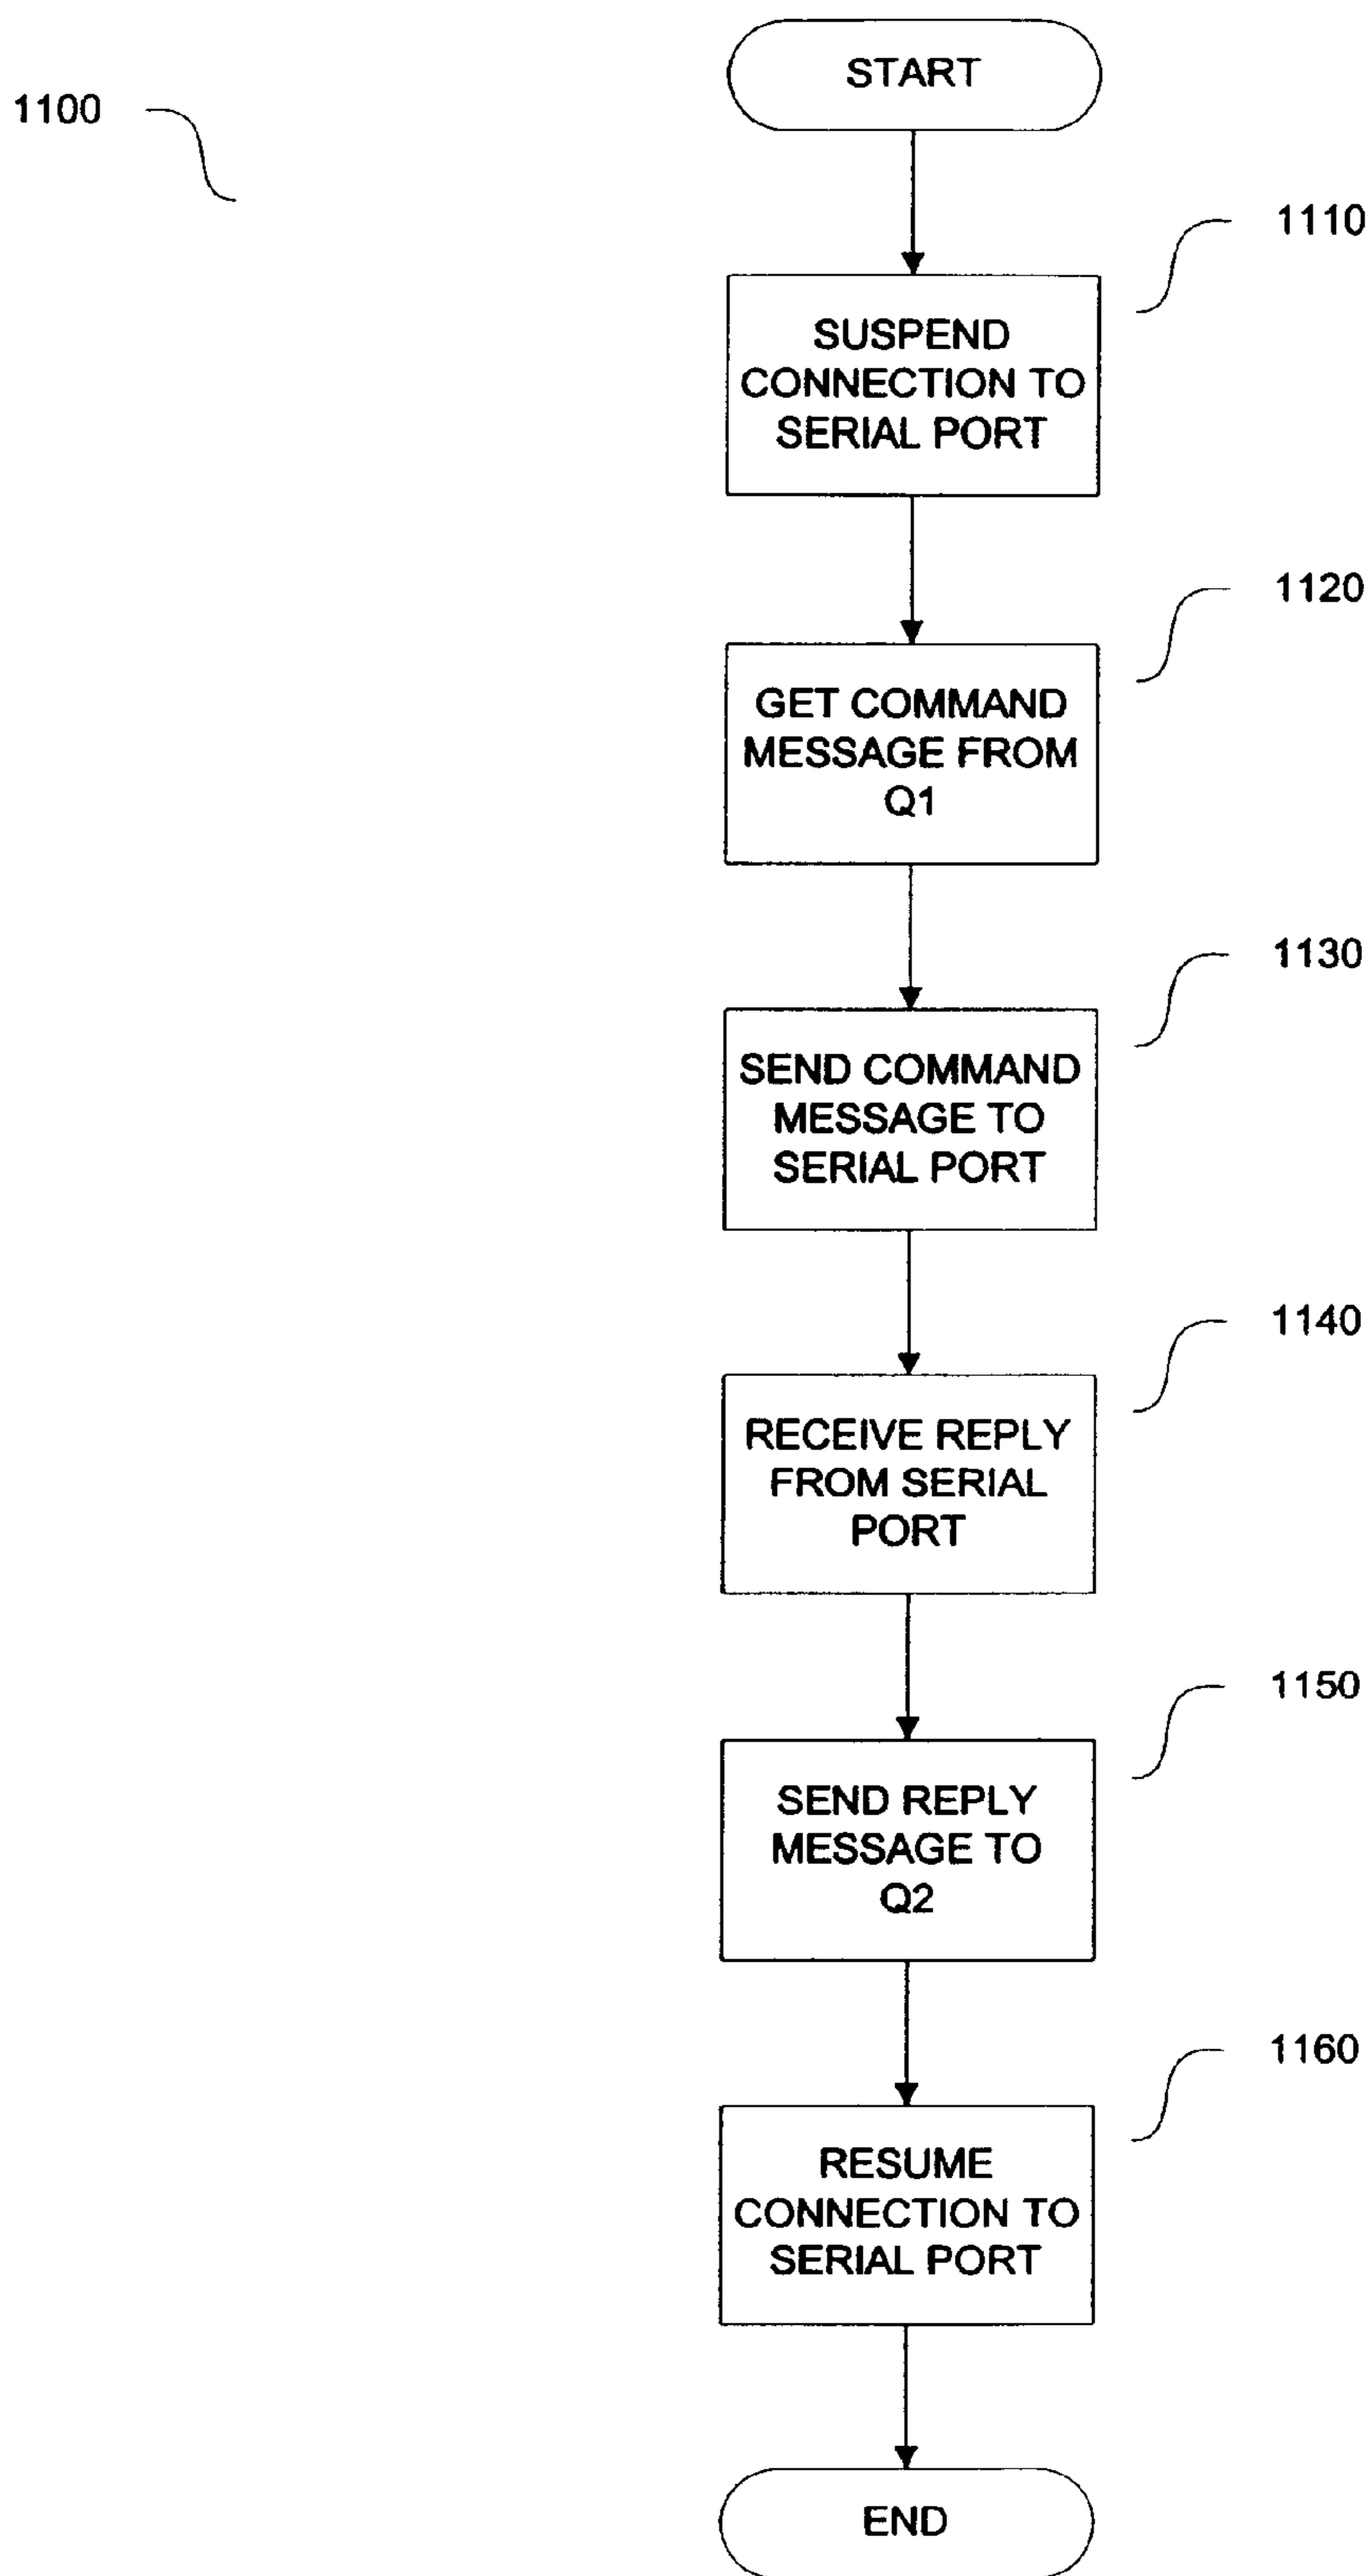 START
1100
1110
SUSPEND
CONNECTION TO
SERIAL PORT
1120
GET COMMAND
MESSAGE FROM
Q1
1130
SEND COMMAND
MESSAGE TO
SERIAL PORT
1140
RECEIVE REPLY
FROM SERIAL
PORT
1150
SEND REPLY
MESSAGE TO
Q2
1160
RESUME
CONNECTION TO
SERIAL PORT
END